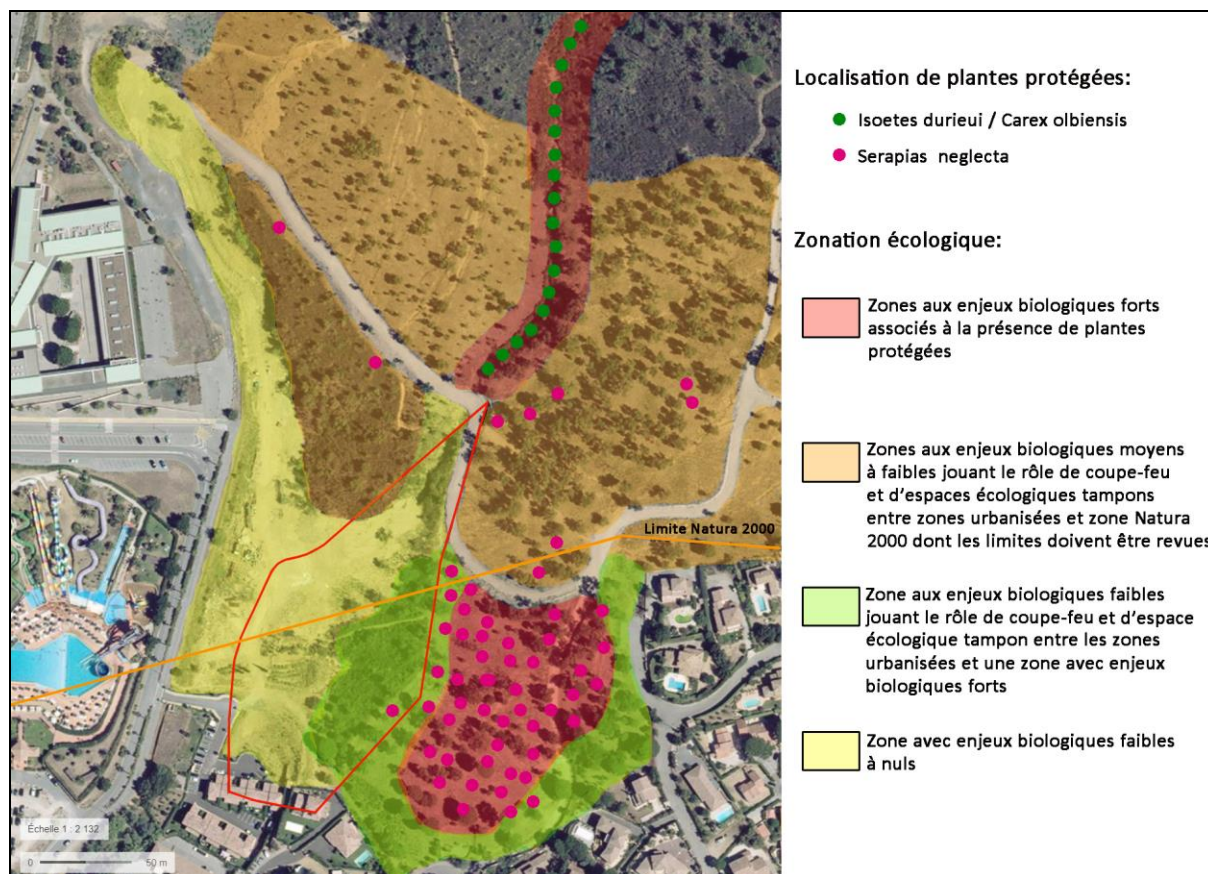 Localisation de plantes protégées:
Isoetes durieui / Carex olbiensis
Serapias neglecta
Zonation écologique:
Zones aux enjeux biologiques forts
associés à la présence de plantes
protégées
Zones aux enjeux biologiques moyens
à faibles jouant le rôle de coupe-feu
et d'espaces écologiques tampons
entre zones urbanisées et zone Natura
2000 dont les limites doivent être revues
Zone aux enjeux biologiques faibles
jouant le rôle de coupe-feu et d'espace
écologique tampon entre les zones
urbanisées et une zone avec enjeux
biologiques forts
Zone avec enjeux biologiques faibles
à nuls
Limite Natura 2000
Échelle 1 : 2 132
0 50 m